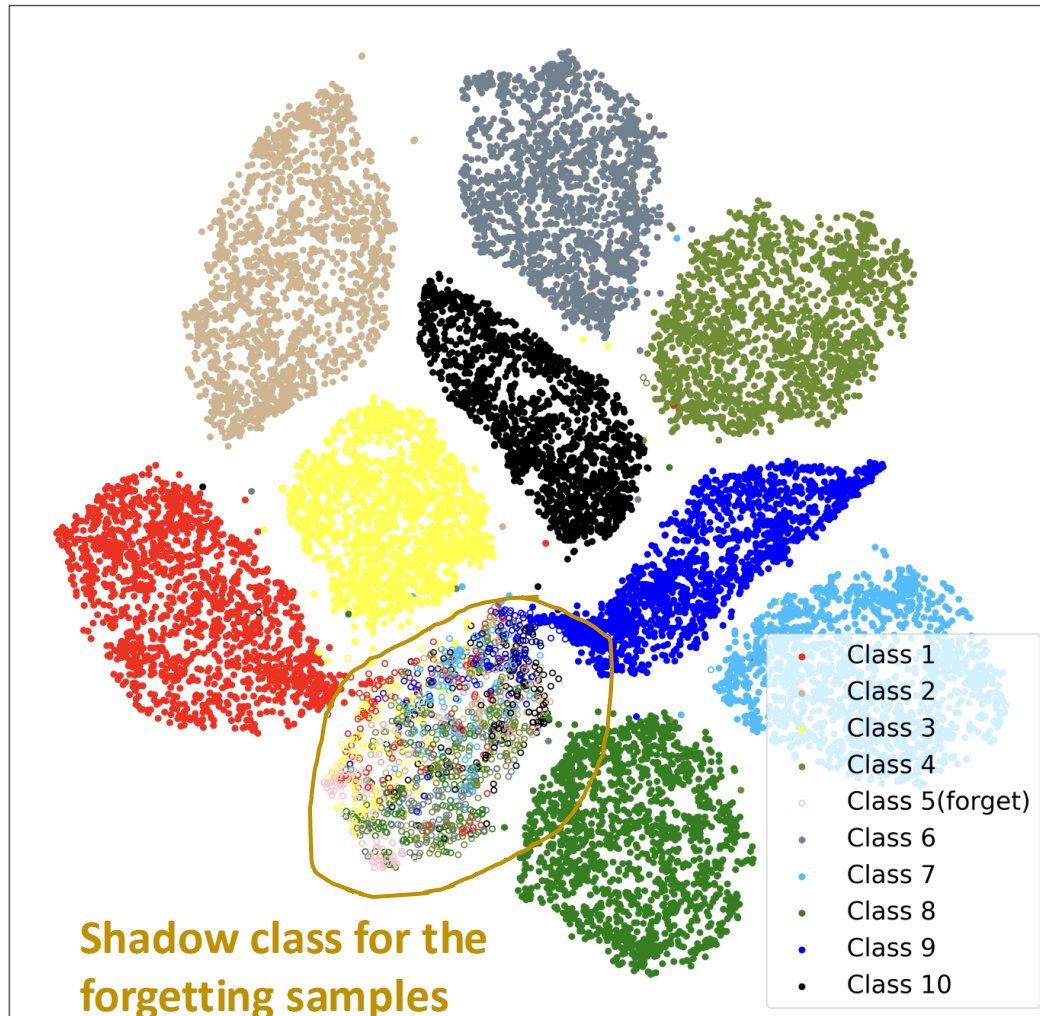 Class 1
Class 2
Class 3
Class 4
Class 5(forget)
Class 6
Class 7
Class 8
Class 9
Class 10
Shadow class for the
forgetting samples